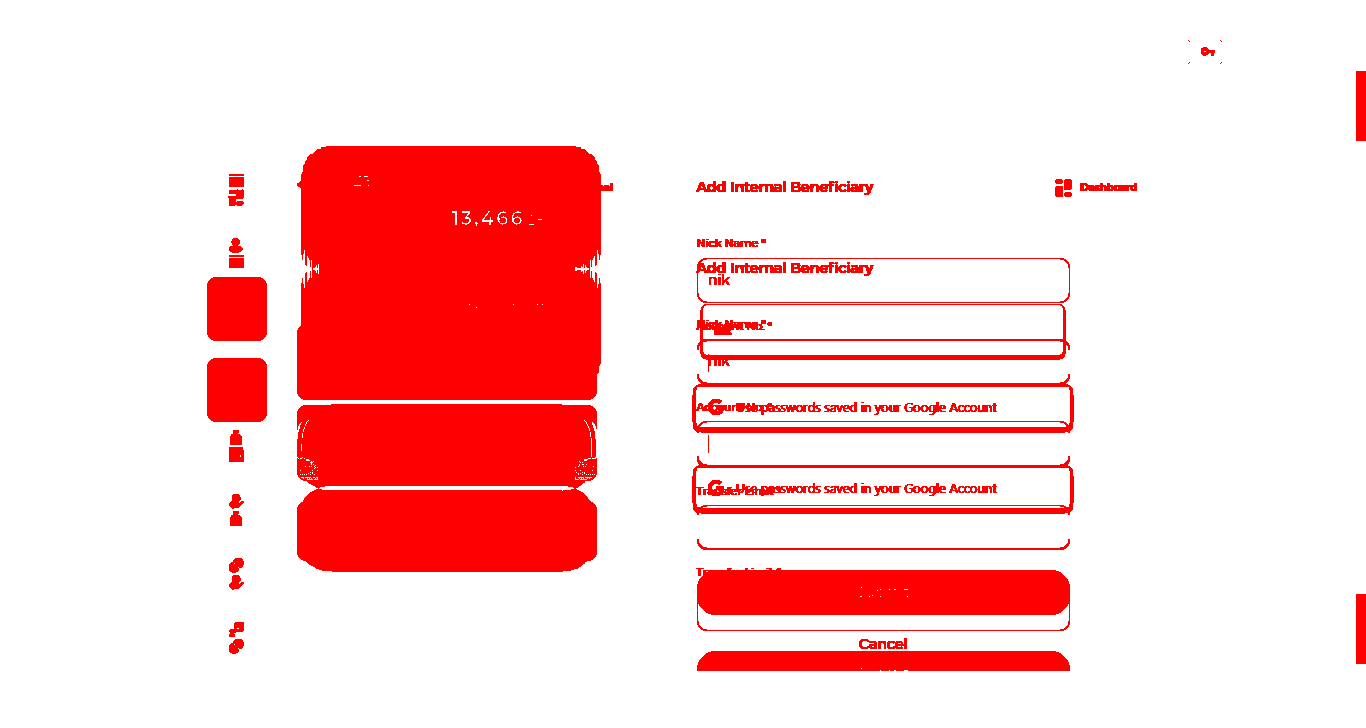 13,466
Add Internal Beneficiary
Dashboard
Nick Name *
Add Internal Beneficiary
nik
Nick Name *
nik
Use passwords saved in your Google Account
Use passwords saved in your Google Account
Cancel